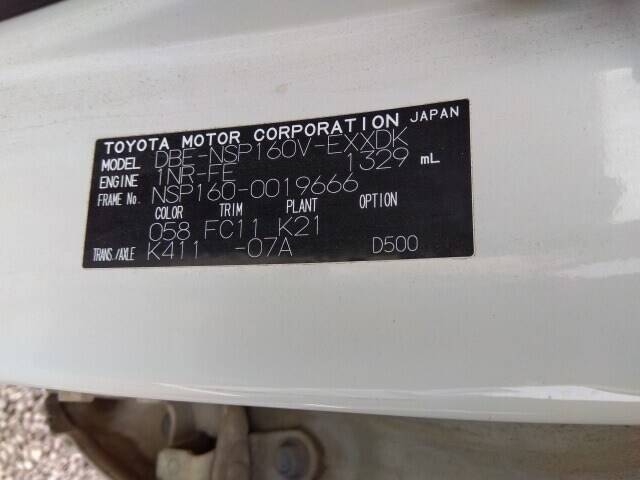 TOYOTA MOTOR CORPORATION JAPAN
MODEL DBE-NSP160V-EXXDK
ENGINE 1NR-FE 1329 mL
FRAME No. NSP160-0019666
COLOR TRIM PLANT OPTION
058 FC11 K21
TRANS./AXLE K411 -07A D500